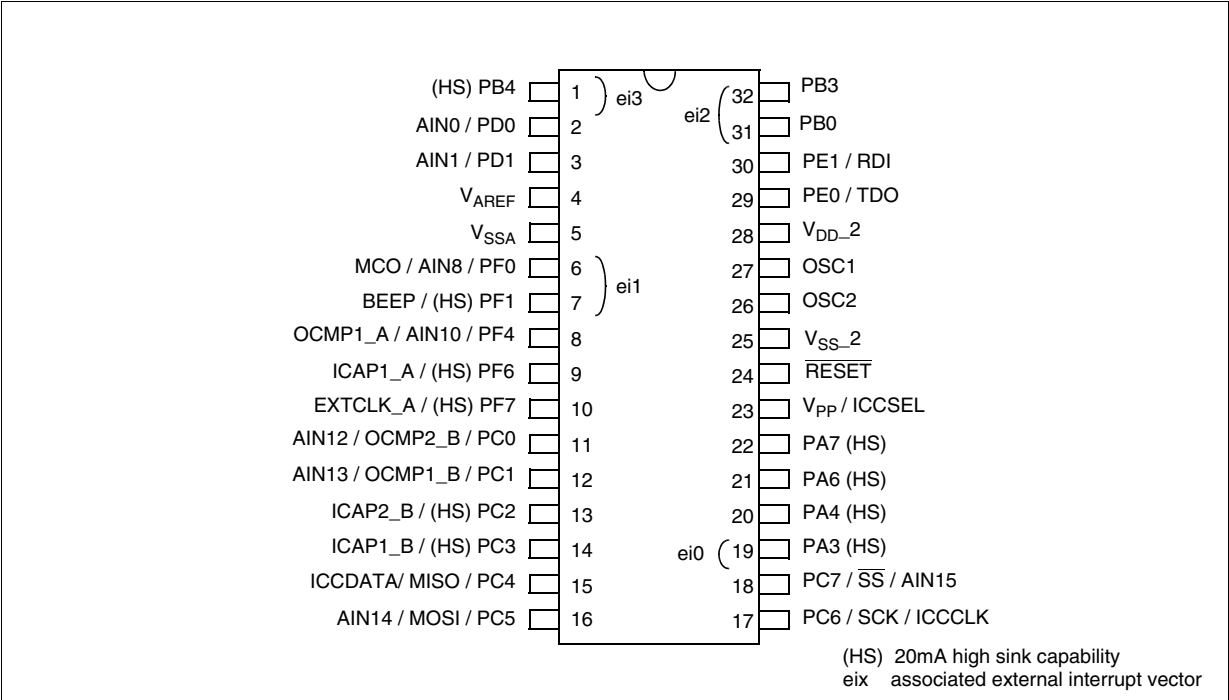 (HS) PB4 1 ei3 ei2 32 PB3
AIN0 / PD0 2 31 PB0
AIN1 / PD1 3 30 PE1 / RDI
VAREF 4 29 PE0 / TDO
VSSA 5 28 VDD_2
MCO / AIN8 / PF0 6 ei1 27 OSC1
BEEP / (HS) PF1 7 26 OSC2
OCMP1_A / AIN10 / PF4 8 25 VSS_2
ICAP1_A / (HS) PF6 9 24 RESET
EXTCLK_A / (HS) PF7 10 23 VPP / ICCSEL
AIN12 / OCMP2_B / PC0 11 22 PA7 (HS)
AIN13 / OCMP1_B / PC1 12 21 PA6 (HS)
ICAP2_B / (HS) PC2 13 20 PA4 (HS)
ICAP1_B / (HS) PC3 14 ei0 19 PA3 (HS)
ICCDATA/ MISO / PC4 15 18 PC7 / SS / AIN15
AIN14 / MOSI / PC5 16 17 PC6 / SCK / ICCCLK
(HS) 20mA high sink capability
eix associated external interrupt vector